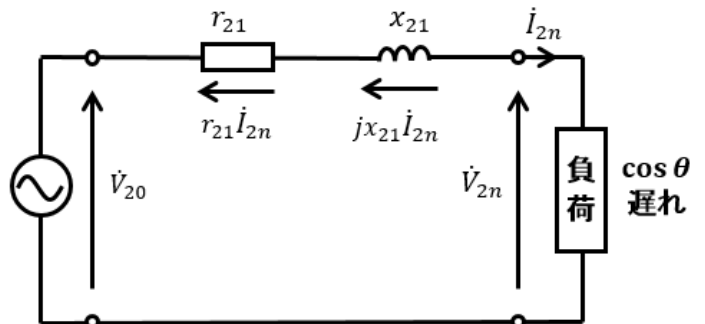 r₂₁
x₂₁
İ₂ₙ
r₂₁İ₂ₙ
jx₂₁İ₂ₙ
V̇₂₀
V̇₂ₙ
負荷
cos θ
遅れ